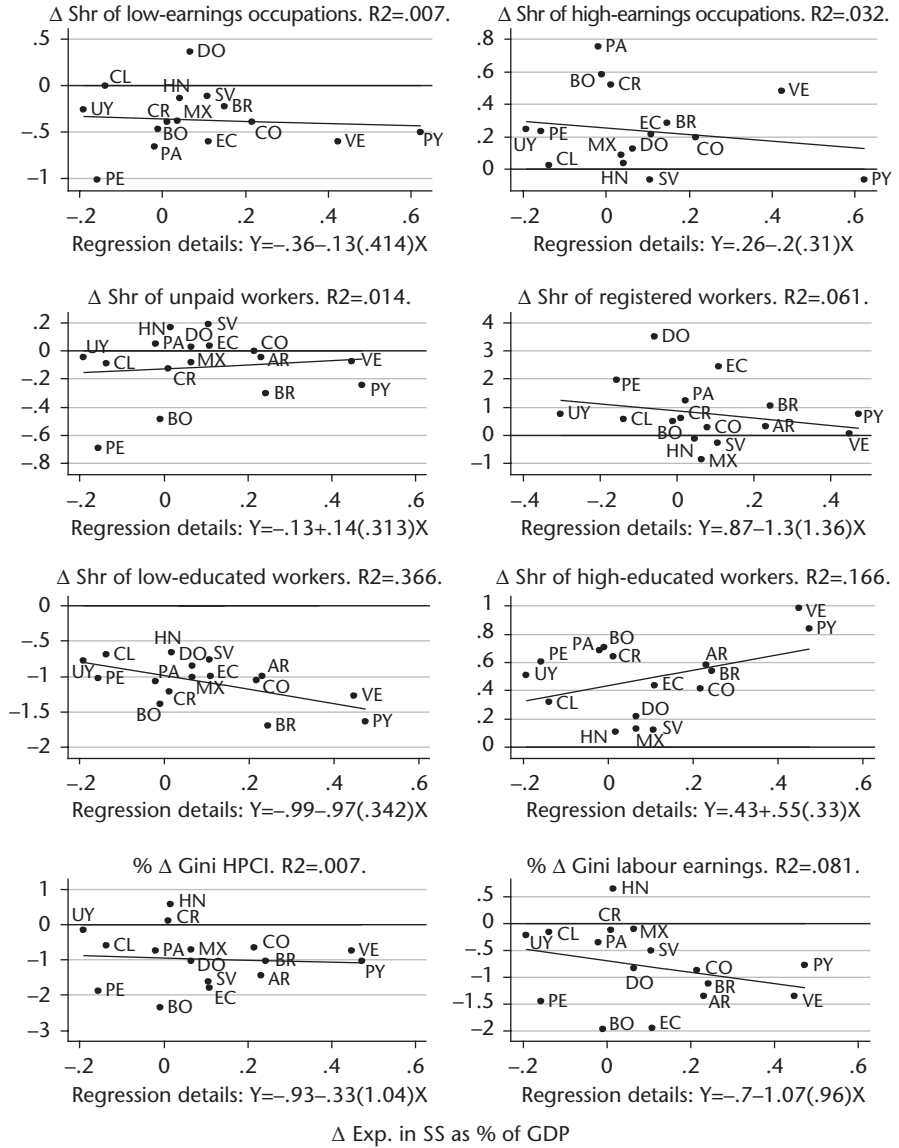 Δ Shr of low-earnings occupations. R2=.007.
.5
0
−.5
−1
DO
CL
HN
SV
UY
CR
MX
BR
BO
EC
CO
VE
PY
PA
PE
−.2 0 .2 .4 .6
Regression details: Y=−.36−.13(.414)X
Δ Shr of high-earnings occupations. R2=.032.
.8
.6
.4
.2
0
PA
BO
CR
VE
EC
BR
UY
PE
MX
DO
CO
CL
HN
SV
PY
−.2 0 .2 .4 .6
Regression details: Y=.26−.2(.31)X
Δ Shr of unpaid workers. R2=.014.
.2
0
−.2
−.4
−.6
−.8
HN
SV
UY
PA
DO
EC
CO
CL
MX
AR
VE
CR
BR
PY
BO
PE
−.2 0 .2 .4 .6
Regression details: Y=−.13+.14(.313)X
Δ Shr of registered workers. R2=.061.
4
3
2
1
0
−1
DO
EC
PE
PA
BR
UY
CL
CR
CO
AR
PY
BO
HN
SV
VE
MX
−.4 −.2 0 .2 .4
Regression details: Y=.87−1.3(1.36)X
Δ Shr of low-educated workers. R2=.366.
0
−.5
−1
−1.5
−2
HN
CL
DO
SV
UY
PE
PA
EC
AR
MX
CO
CR
BO
VE
BR
PY
−.2 0 .2 .4 .6
Regression details: Y=−.99−.97(.342)X
Δ Shr of high-educated workers. R2=.166.
1
.8
.6
.4
.2
0
VE
PY
BO
PA
PE
CR
AR
UY
BR
EC
CO
CL
DO
HN
MX
SV
−.2 0 .2 .4 .6
Regression details: Y=.43+.55(.33)X
% Δ Gini HPCI. R2=.007.
1
0
−1
−2
−3
HN
UY
CR
CL
PA
MX
CO
VE
DO
BR
PY
SV
AR
PE
EC
BO
−.2 0 .2 .4 .6
Regression details: Y=−.93−.33(1.04)X
% Δ Gini labour earnings. R2=.081.
.5
0
−.5
−1
−1.5
−2
HN
CR
UY
CL
PA
MX
SV
DO
CO
PY
BR
PE
AR
VE
BO
EC
−.2 0 .2 .4 .6
Regression details: Y=−.7−1.07(.96)X
Δ Exp. in SS as % of GDP